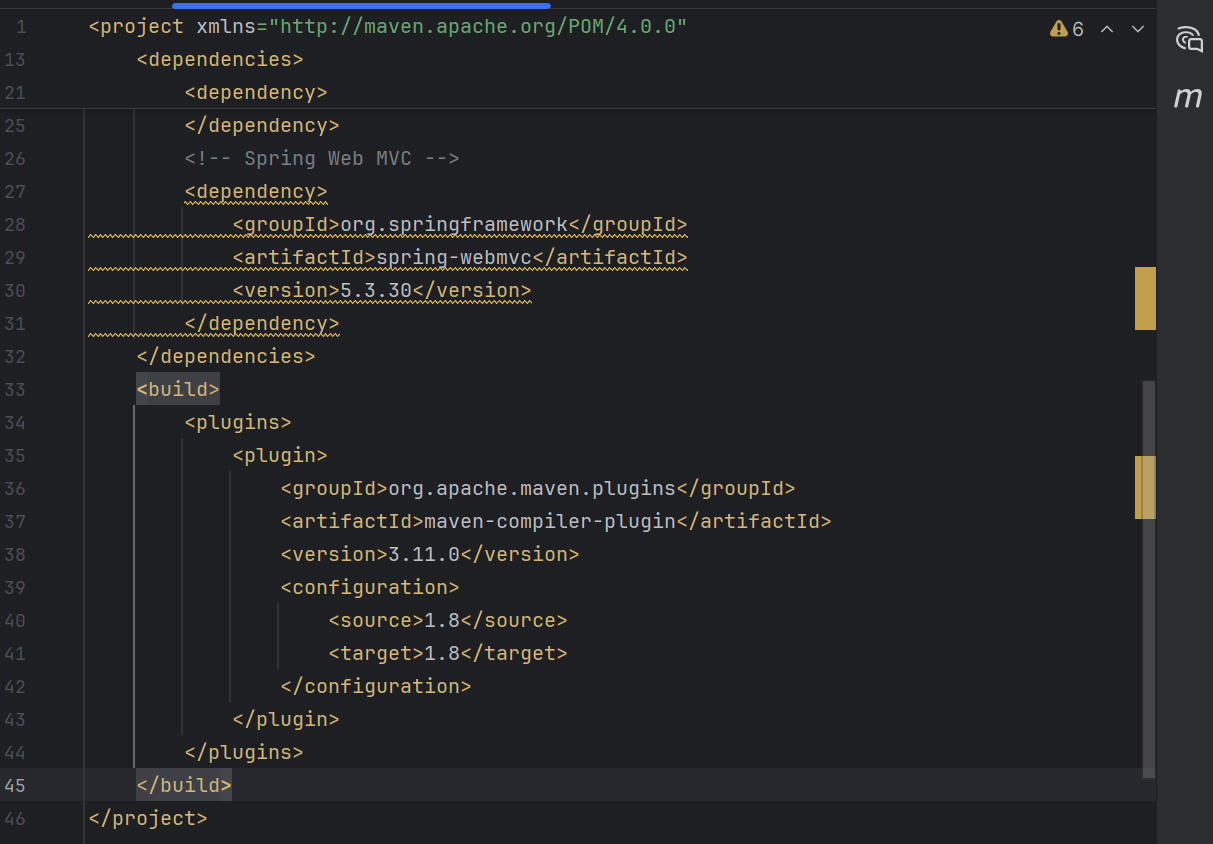 1 <project xmlns="http://maven.apache.org/POM/4.0.0" 6
13 <dependencies>
21 <dependency>
25 </dependency>
26 <!-- Spring Web MVC -->
27 <dependency>
28 <groupId>org.springframework</groupId>
29 <artifactId>spring-webmvc</artifactId>
30 <version>5.3.30</version>
31 </dependency>
32 </dependencies>
33 <build>
34 <plugins>
35 <plugin>
36 <groupId>org.apache.maven.plugins</groupId>
37 <artifactId>maven-compiler-plugin</artifactId>
38 <version>3.11.0</version>
39 <configuration>
40 <source>1.8</source>
41 <target>1.8</target>
42 </configuration>
43 </plugin>
44 </plugins>
45 </build>
46 </project>
m